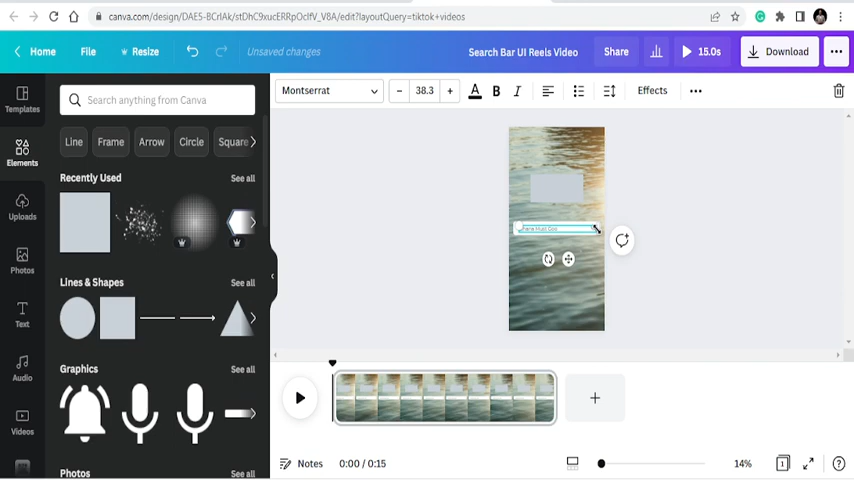 canva.com/design/DAE5-BCrIAk/stDhC9xucERRpOcIfV_V8A/edit?layoutQuery=tiktok+videos
Home File Resize Unsaved changes Search Bar UI Reels Video Share 15.0s Download
Templates
Elements
Uploads
Photos
Text
Audio
Videos
Search anything from Canva
Line Frame Arrow Circle Square
Recently Used See all
Lines & Shapes See all
Graphics See all
Photos See all
Montserrat – 38.3 + A B I Effects
Notes 0:00 / 0:15 14% 1